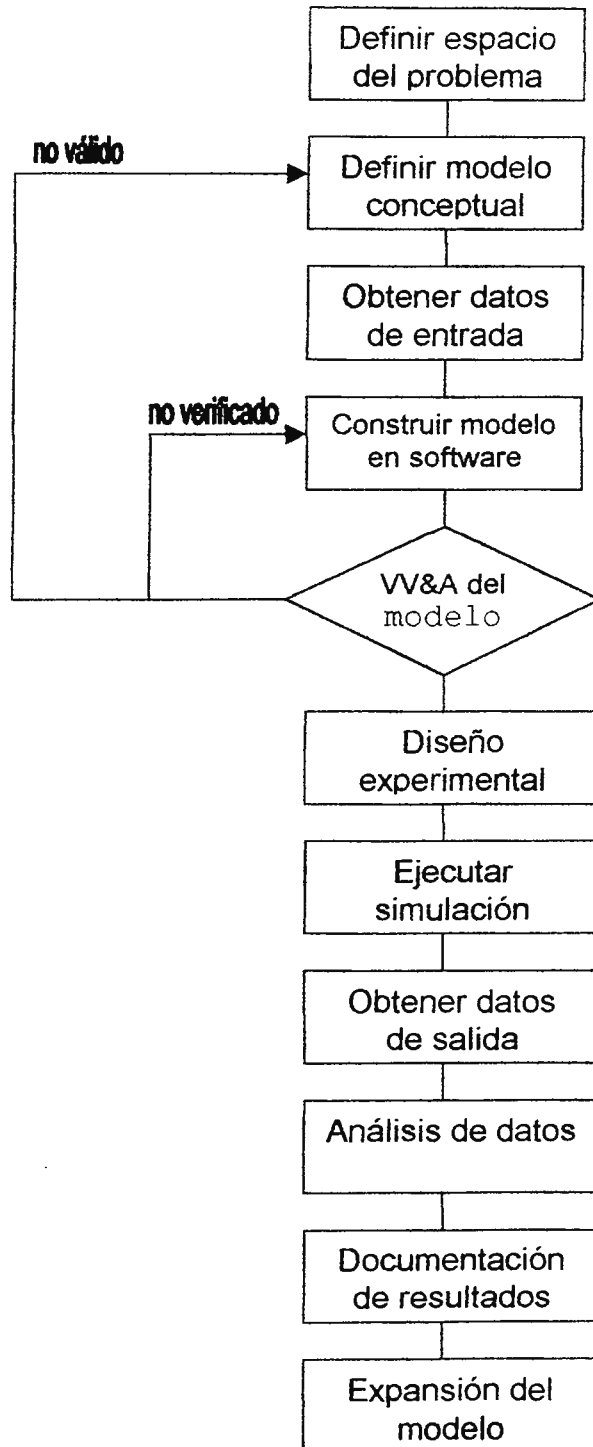 Definir espacio
del problema
no válido
Definir modelo
conceptual
Obtener datos
de entrada
no verificado
Construir modelo
en software
VV&A del
modelo
Diseño
experimental
Ejecutar
simulación
Obtener datos
de salida
Análisis de datos
Documentación
de resultados
Expansión del
modelo